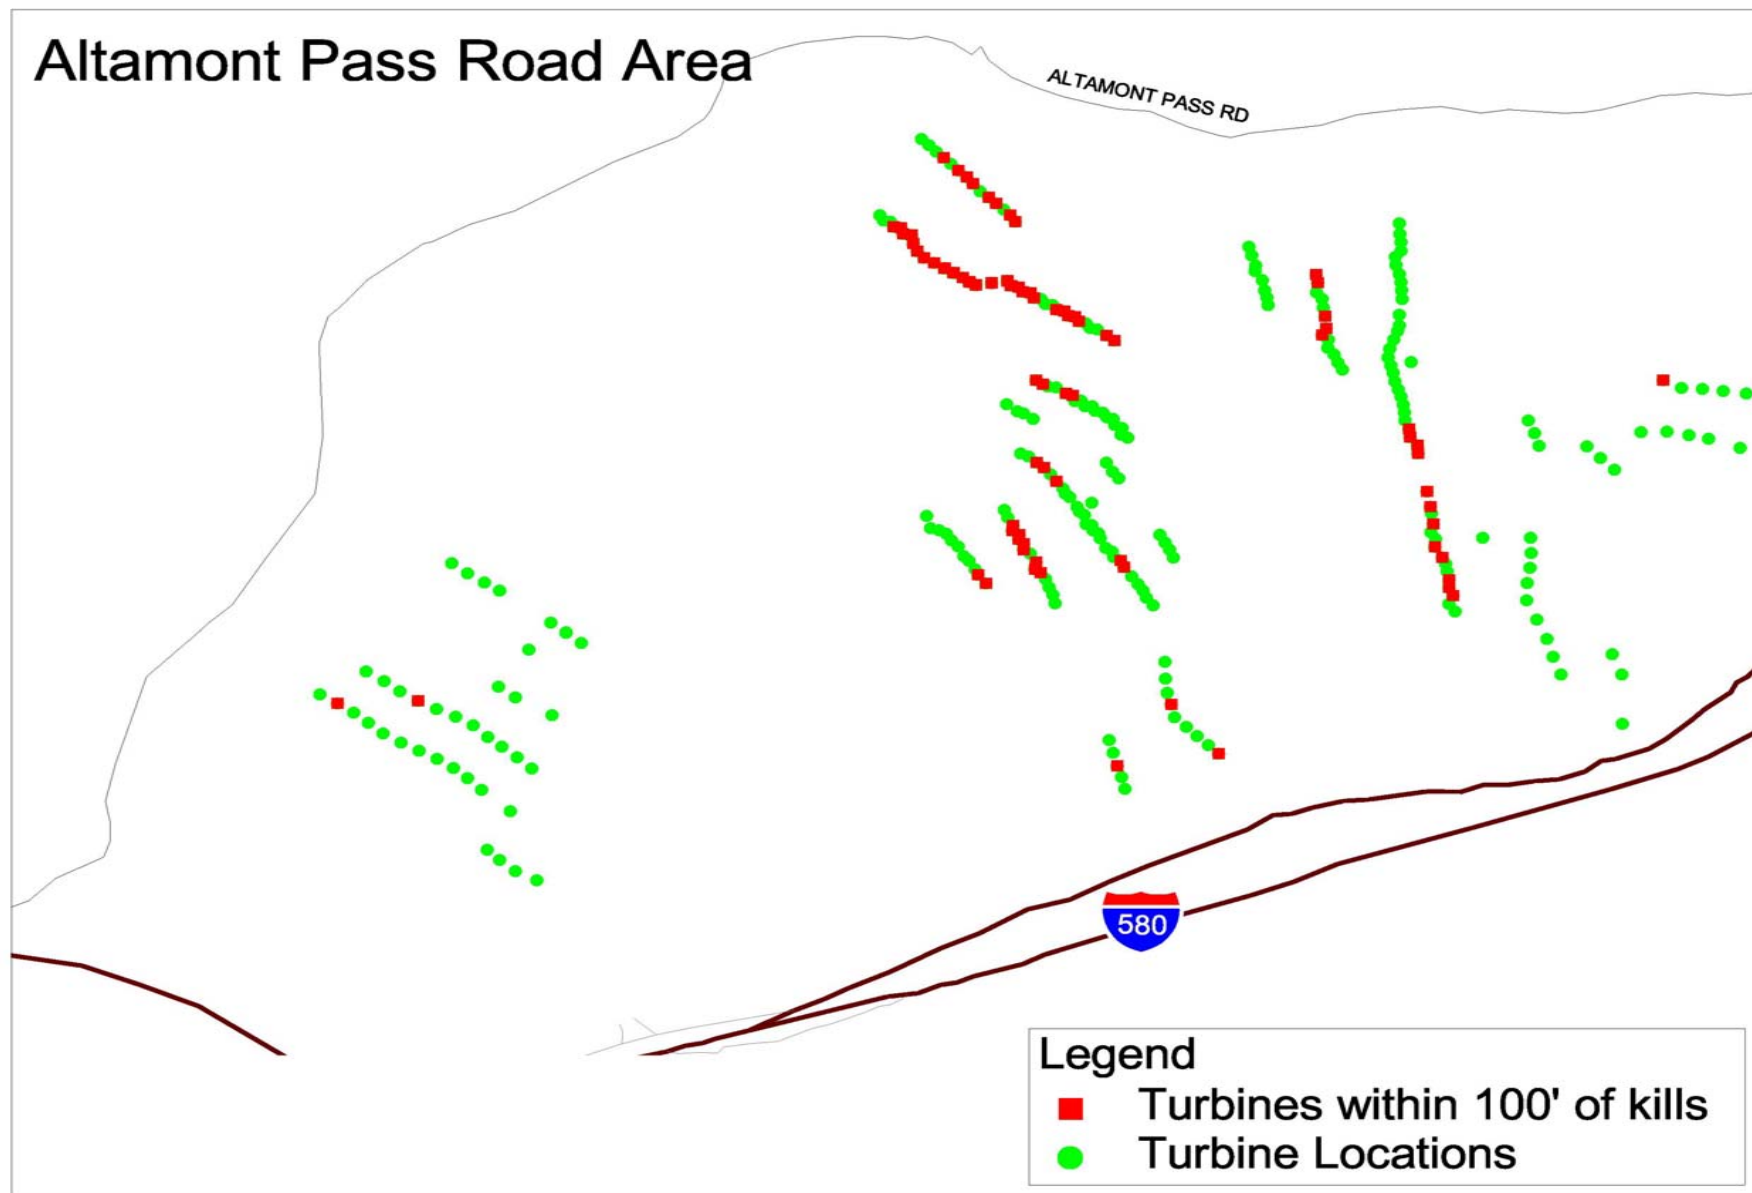 Altamont Pass Road Area
ALTAMONT PASS RD
580
Legend
Turbines within 100' of kills
Turbine Locations